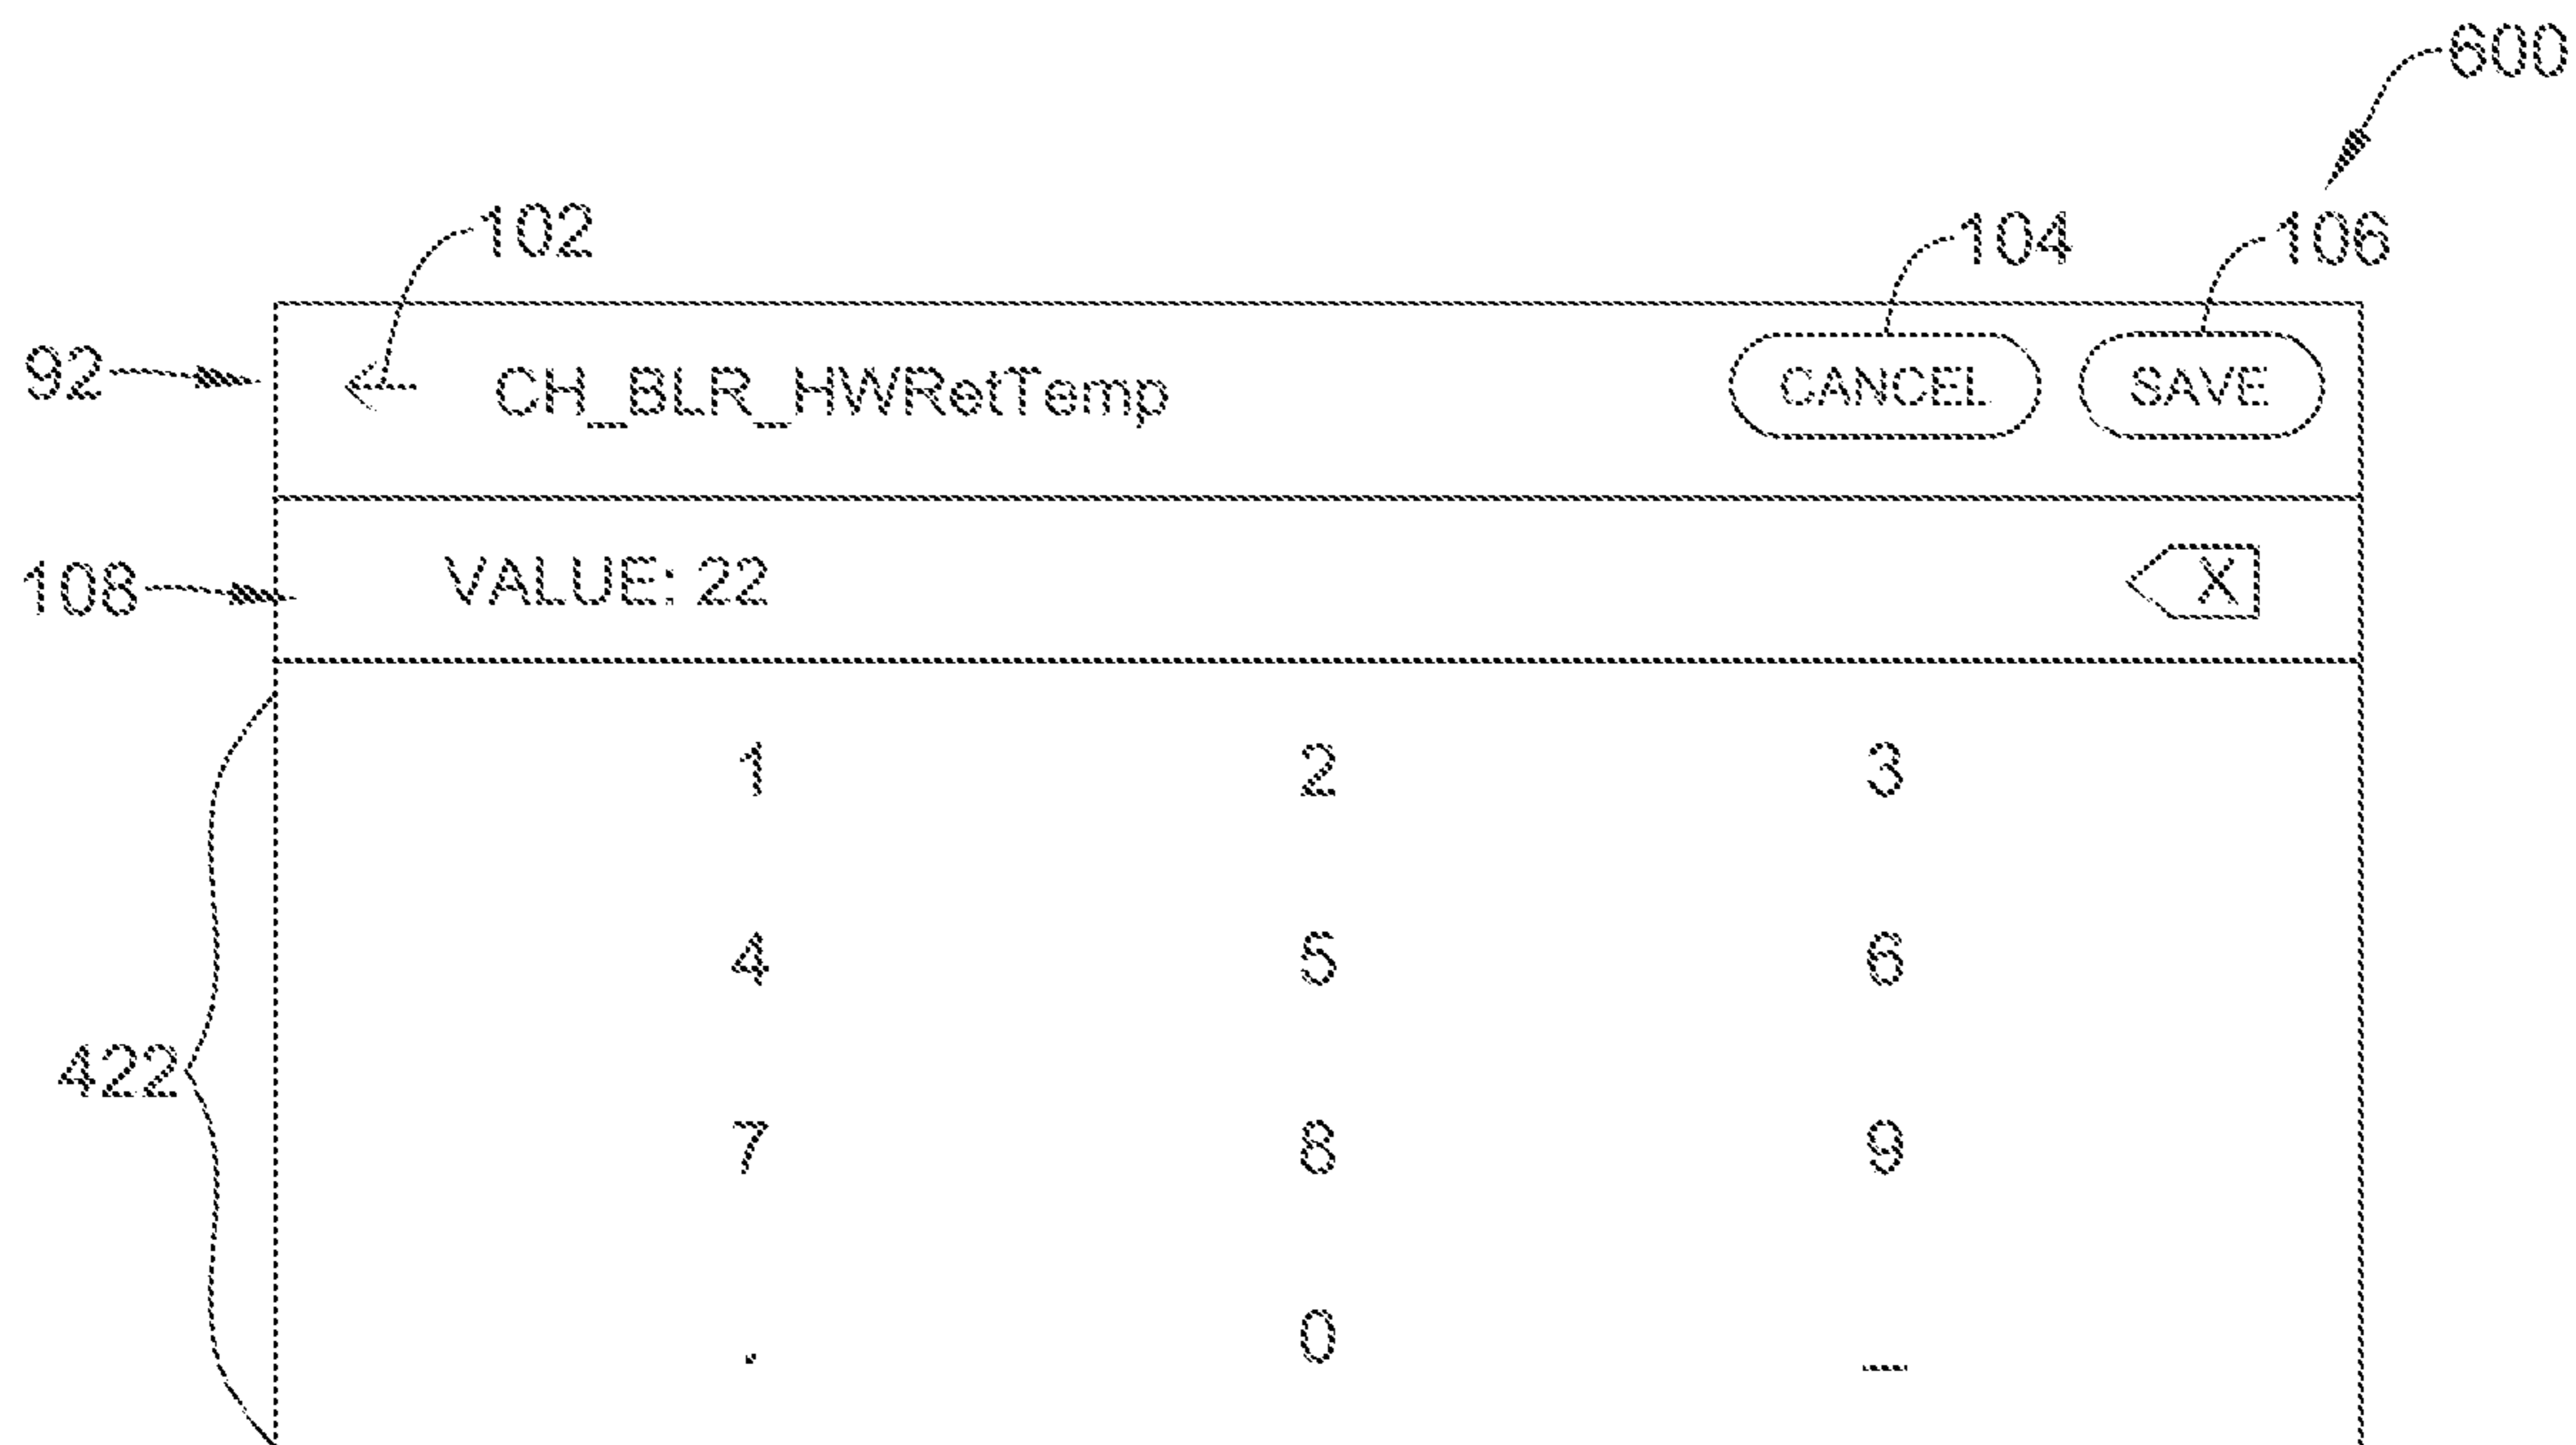 600
102
104
106
92
CH_BLR_HWRetTemp
CANCEL
SAVE
108
VALUE: 22
X
1 2 3
4 5 6
422
7 8 9
. 0 _